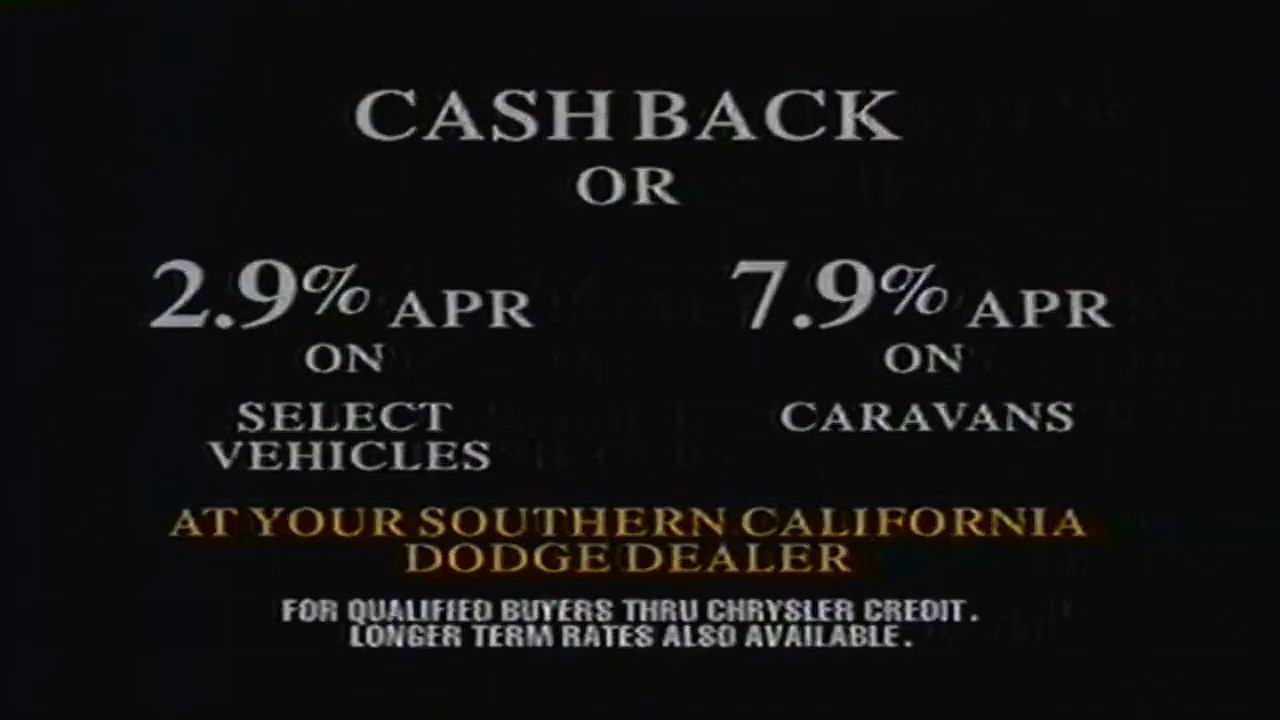 CASH BACK
OR
2.9% APR
ON
SELECT
VEHICLES
7.9% APR
ON
CARAVANS
AT YOUR SOUTHERN CALIFORNIA
DODGE DEALER
FOR QUALIFIED BUYERS THRU CHRYSLER CREDIT.
LONGER TERM RATES ALSO AVAILABLE.